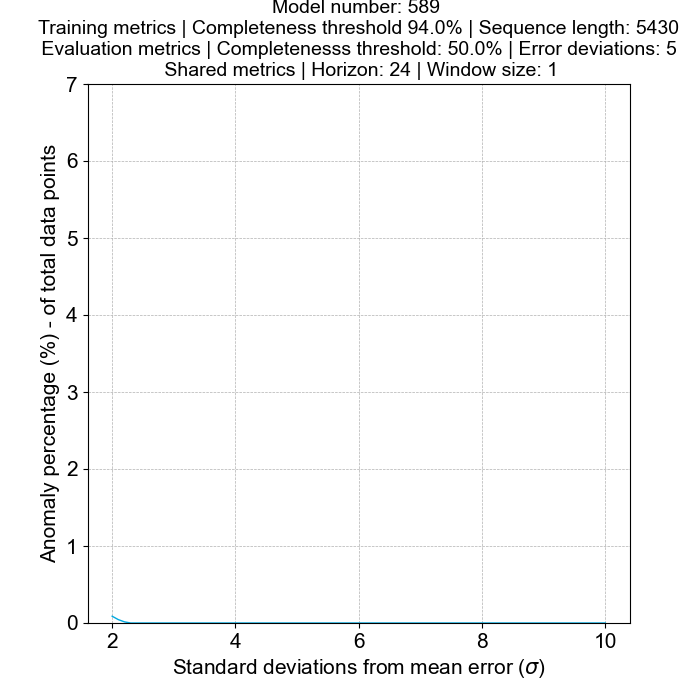 Model number: 589
Training metrics | Completeness threshold 94.0% | Sequence length: 5430
Evaluation metrics | Completenesss threshold: 50.0% | Error deviations: 5
Shared metrics | Horizon: 24 | Window size: 1
7
6
5
4
3
2
1
0
Anomaly percentage (%) - of total data points
2 4 6 8 10
Standard deviations from mean error (σ)